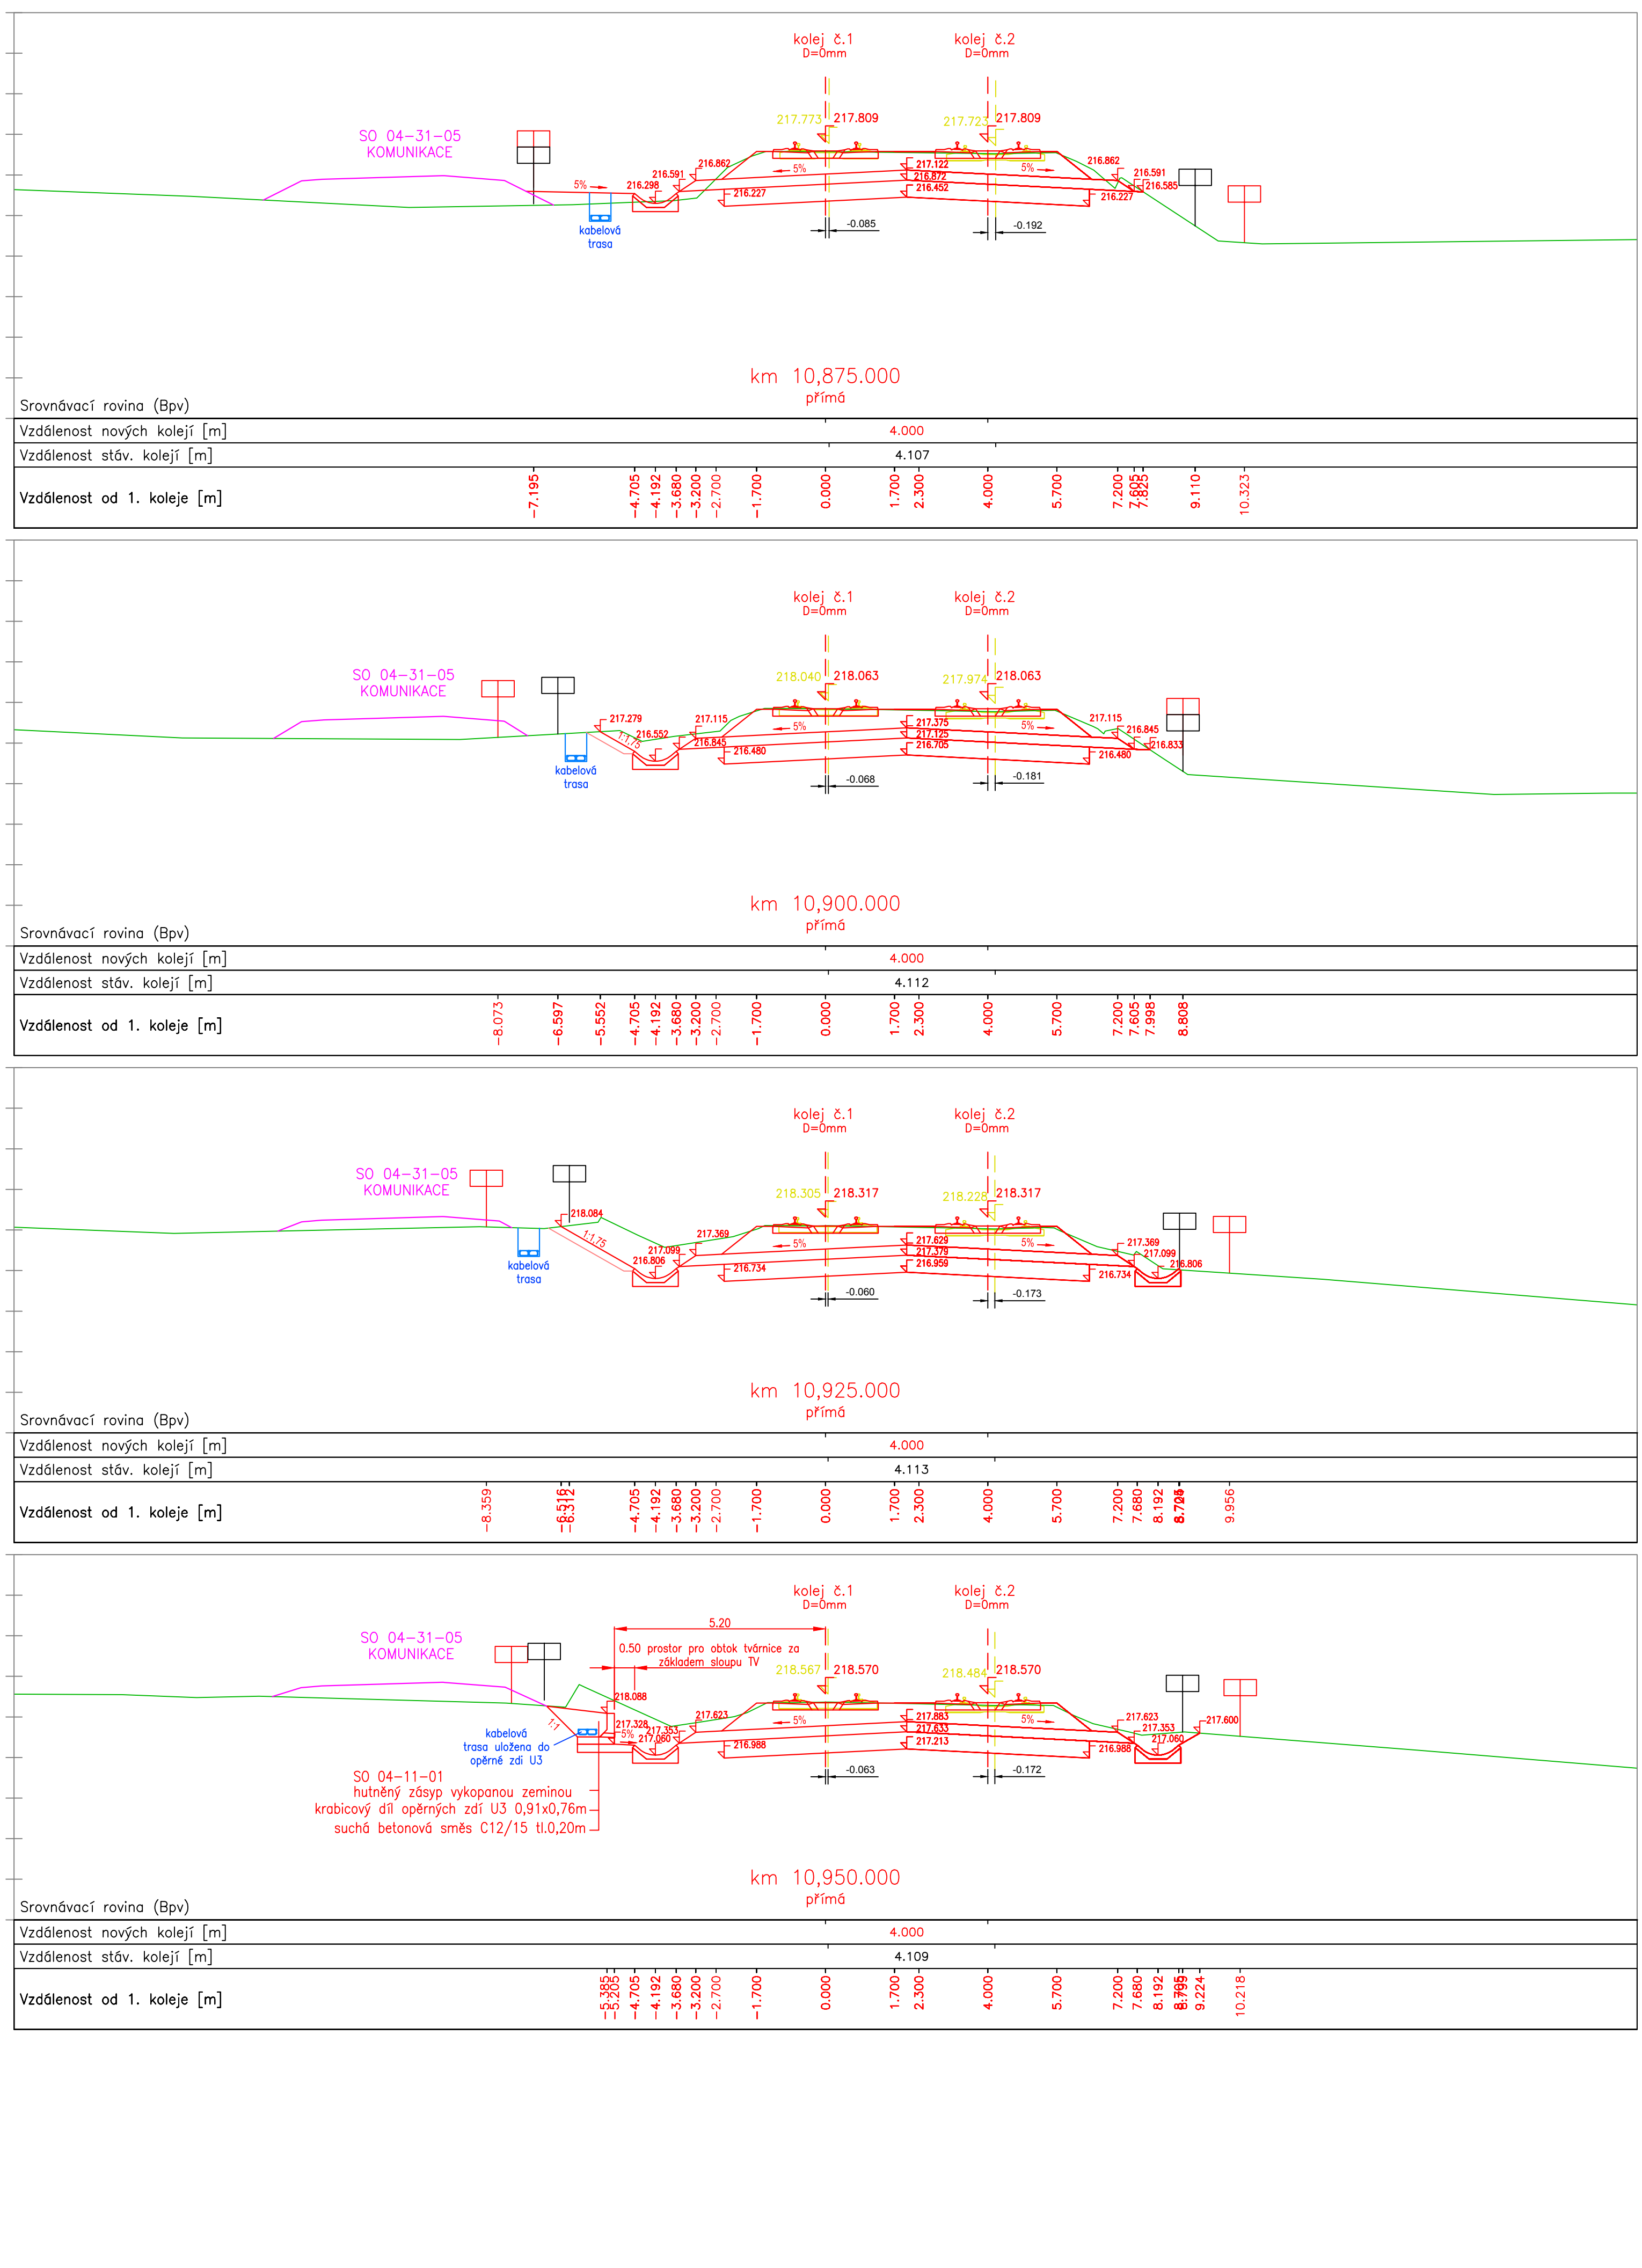 kolej č.1
D=0mm
kolej č.2
D=0mm
SO 04-31-05
KOMUNIKACE
217.773 217.809
217.723 217.809
5%
216.298
216.591
216.862
216.227
5%
217.122
216.872
216.452
5%
216.862
216.591
216.585
216.227
kabelová
trasa
-0.085
-0.192
km 10,875.000
přímá
Srovnávací rovina (Bpv)
Vzdálenost nových kolejí [m] 4.000
Vzdálenost stáv. kolejí [m] 4.107
Vzdálenost od 1. koleje [m] -7.195 -4.705 -4.192 -3.680 -3.200 -2.700 -1.700 0.000 1.700 2.300 4.000 5.700 7.200 7.605 7.825 9.110 10.323
kolej č.1
D=0mm
kolej č.2
D=0mm
SO 04-31-05
KOMUNIKACE
218.040 218.063
217.974 218.063
217.279
1:1,75
216.552
217.115
216.845
216.480
5%
217.375
217.125
216.705
5%
217.115
216.845
216.833
216.480
kabelová
trasa
-0.068
-0.181
km 10,900.000
přímá
Srovnávací rovina (Bpv)
Vzdálenost nových kolejí [m] 4.000
Vzdálenost stáv. kolejí [m] 4.112
Vzdálenost od 1. koleje [m] -8.073 -6.597 -5.552 -4.705 -4.192 -3.680 -3.200 -2.700 -1.700 0.000 1.700 2.300 4.000 5.700 7.200 7.605 7.998 8.808
kolej č.1
D=0mm
kolej č.2
D=0mm
SO 04-31-05
KOMUNIKACE
218.305 218.317
218.228 218.317
218.084
1:1,75
217.099
216.806
217.369
216.734
5%
217.629
217.379
216.959
5%
217.369
217.099
216.806
216.734
kabelová
trasa
-0.060
-0.173
km 10,925.000
přímá
Srovnávací rovina (Bpv)
Vzdálenost nových kolejí [m] 4.000
Vzdálenost stáv. kolejí [m] 4.113
Vzdálenost od 1. koleje [m] -8.359 -6.312 -4.705 -4.192 -3.680 -3.200 -2.700 -1.700 0.000 1.700 2.300 4.000 5.700 7.200 7.680 8.192 9.956
kolej č.1
D=0mm
kolej č.2
D=0mm
5.20
SO 04-31-05
KOMUNIKACE
0.50 prostor pro obtok tvárnice za
základem sloupu TV
218.567 218.570
218.484 218.570
218.088
1:1
217.328
5%
217.353
217.060
217.623
216.988
5%
217.883
217.633
217.213
5%
217.623
217.353
217.060
217.600
216.988
kabelová
trasa uložena do
opěrné zdí U3
SO 04-11-01
hutněný zásyp vykopanou zeminou
krabicový díl opěrných zdí U3 0,91x0,76m
suchá betonová směs C12/15 tl.0,20m
-0.063
-0.172
km 10,950.000
přímá
Srovnávací rovina (Bpv)
Vzdálenost nových kolejí [m] 4.000
Vzdálenost stáv. kolejí [m] 4.109
Vzdálenost od 1. koleje [m] -5.385 -5.205 -4.705 -4.192 -3.680 -3.200 -2.700 -1.700 0.000 1.700 2.300 4.000 5.700 7.200 7.680 8.192 9.224 10.218